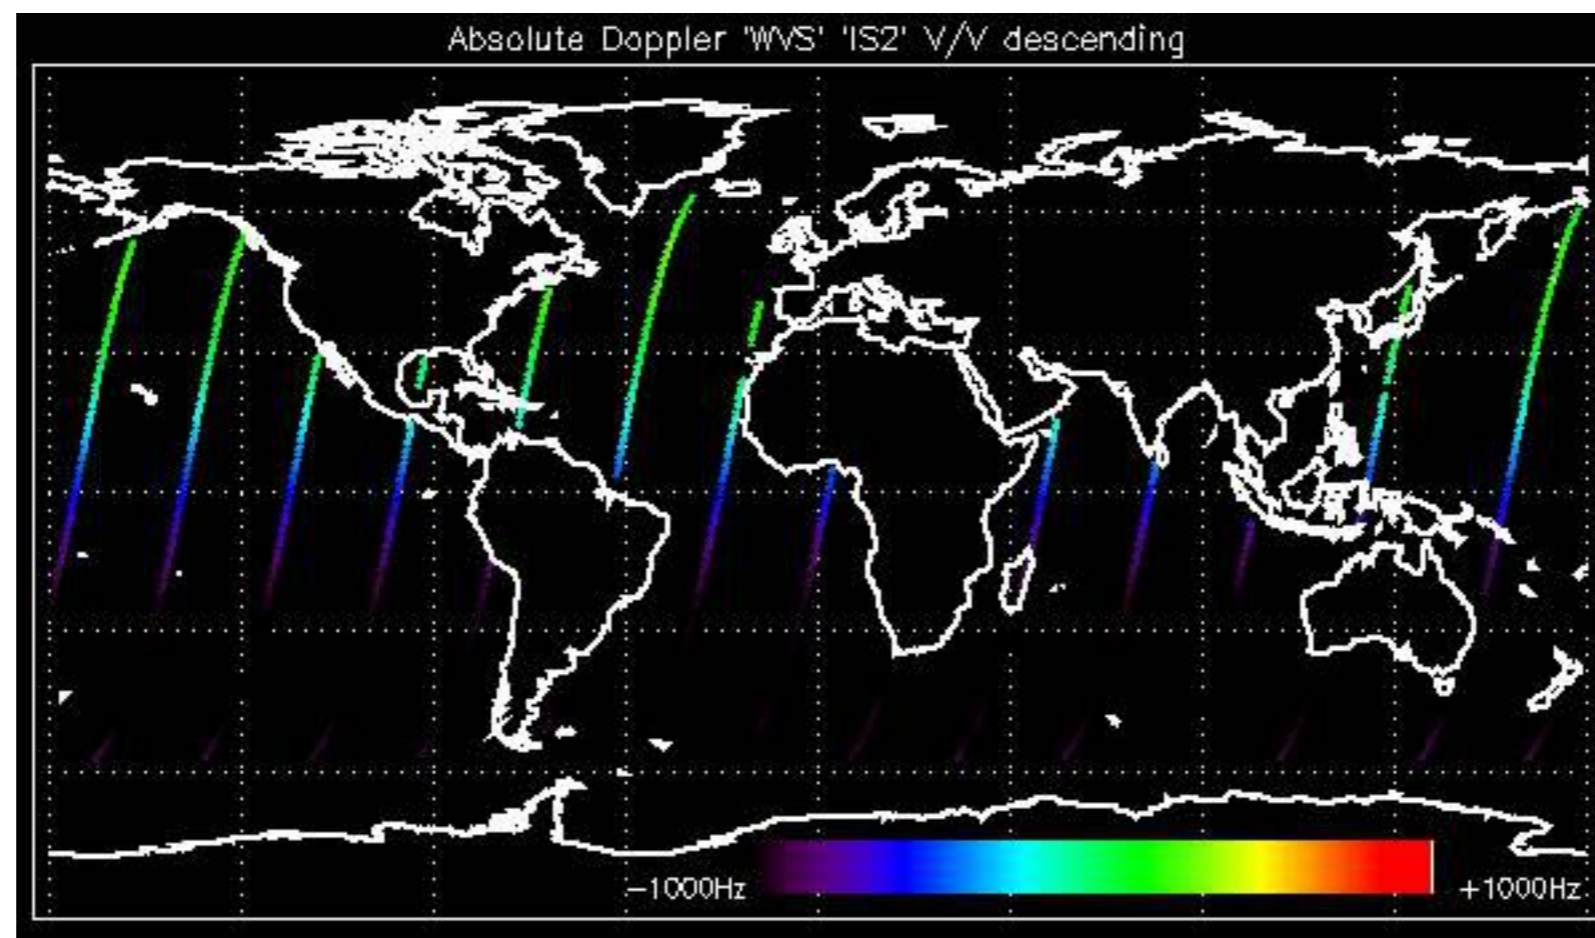 Absolute Doppler 'WVS' 'IS2' V/V descending
−1000Hz
+1000Hz